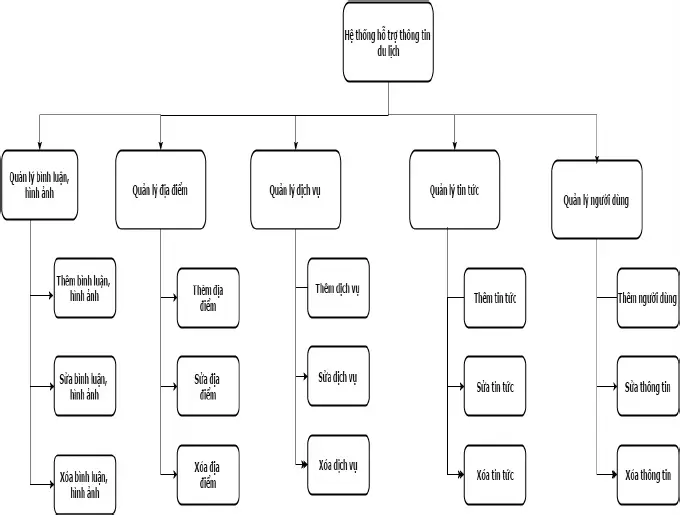 Hệ thống hỗ trợ thông tin
du lịch
Quản lý bình luận,
hình ảnh
Quản lý địa điểm
Quản lý dịch vụ
Quản lý tin tức
Quản lý người dùng
Thêm bình luận,
hình ảnh
Thêm địa
điểm
Thêm dịch vụ
Thêm tin tức
Thêm người dùng
Sửa bình luận,
hình ảnh
Sửa địa
điểm
Sửa dịch vụ
Sửa tin tức
Sửa thông tin
Xóa bình luận,
hình ảnh
Xóa địa
điểm
Xóa dịch vụ
Xóa tin tức
Xóa thông tin